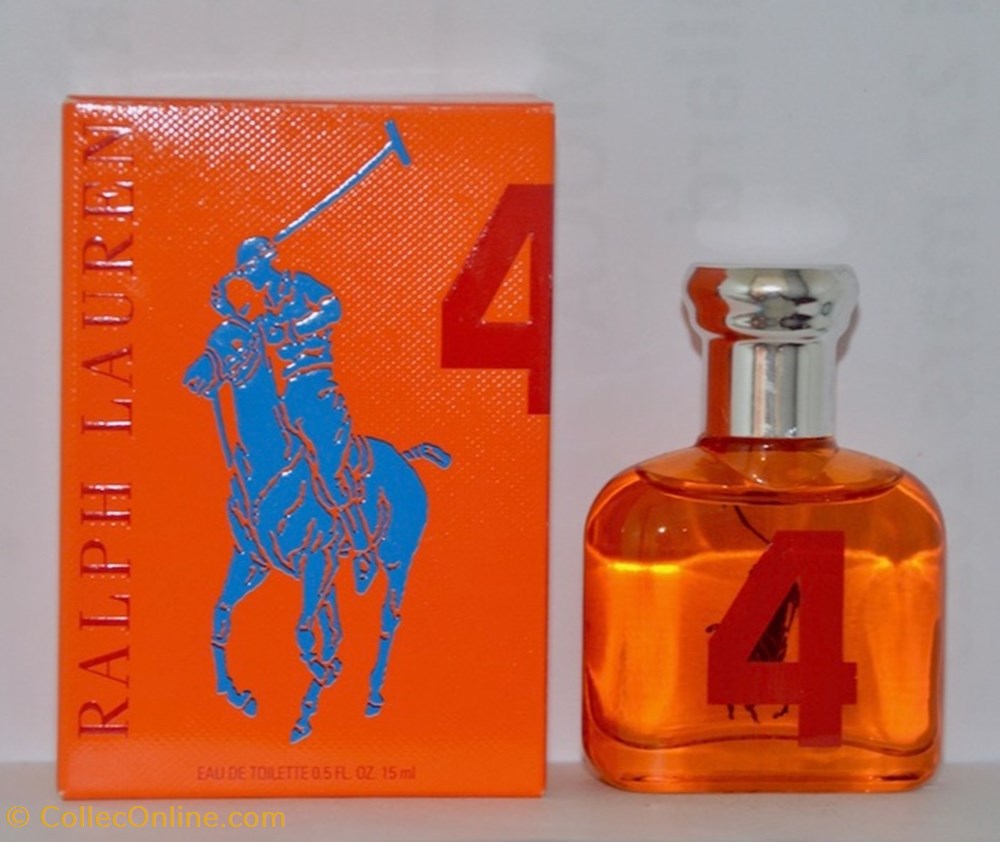 RALPH LAUREN
4
EAU DE TOILETTE 0.5 FL. OZ. 15 ml
4
© CollecOnline.com